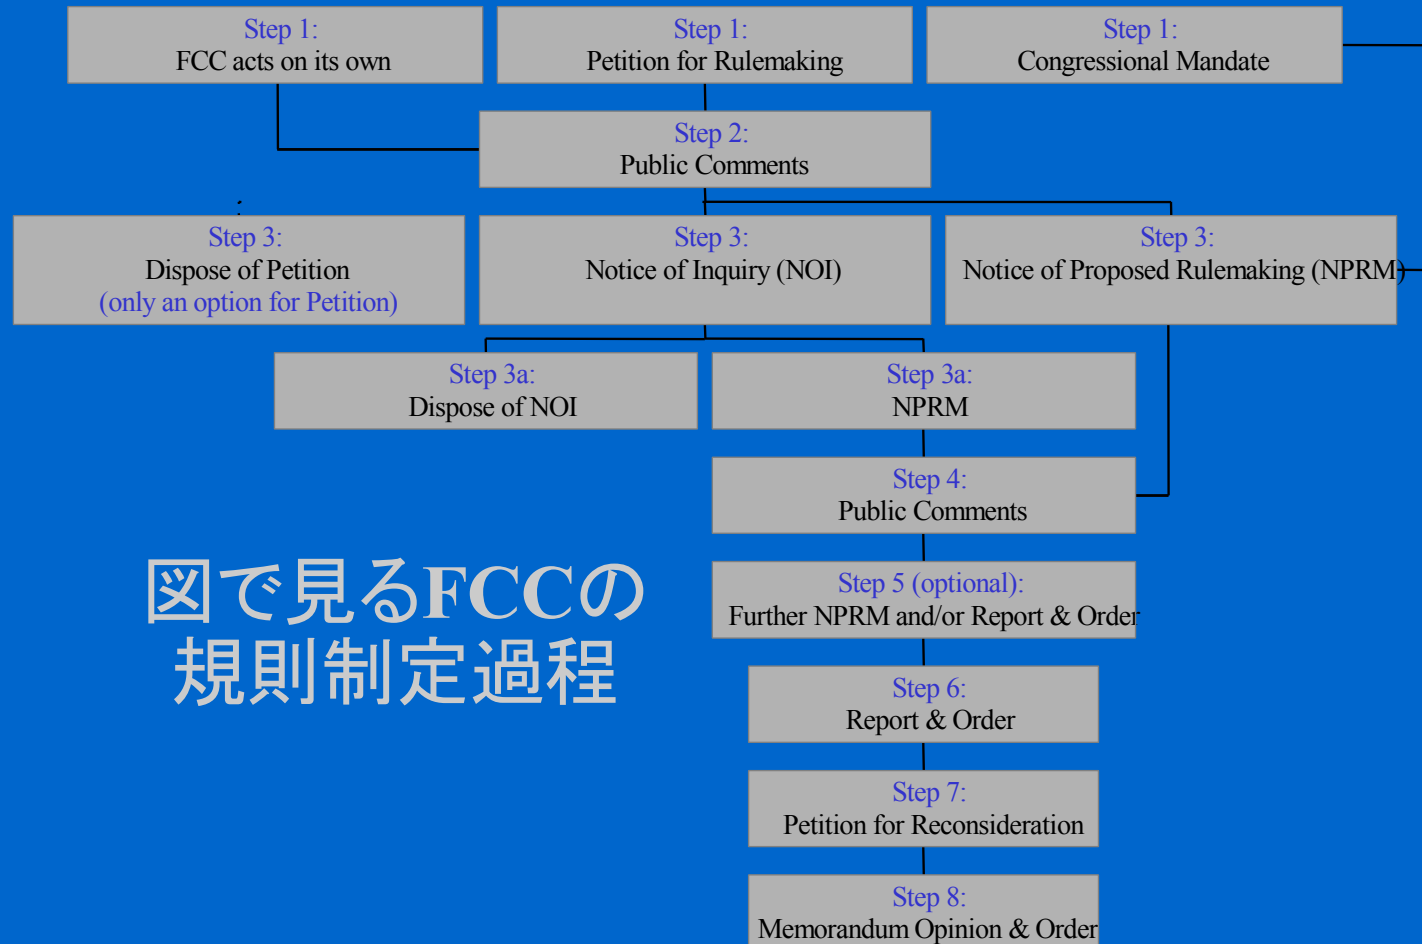 Step 1:
FCC acts on its own
Step 1:
Petition for Rulemaking
Step 1:
Congressional Mandate
Step 2:
Public Comments
Step 3:
Dispose of Petition
(only an option for Petition)
Step 3:
Notice of Inquiry (NOI)
Step 3:
Notice of Proposed Rulemaking (NPRM)
Step 3a:
Dispose of NOI
Step 3a:
NPRM
Step 4:
Public Comments
図で見るFCCの
規則制定過程
Step 5 (optional):
Further NPRM and/or Report & Order
Step 6:
Report & Order
Step 7:
Petition for Reconsideration
Step 8:
Memorandum Opinion & Order